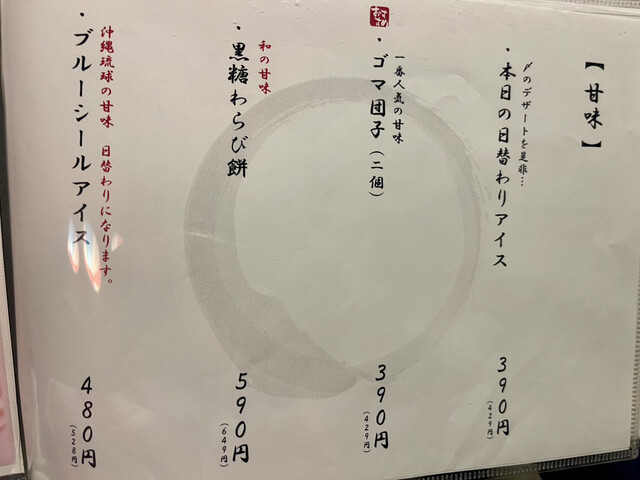 【甘味】
〆のデザートを是非…
・本日の日替わりアイス
390円
(429円)
一番人気の甘味
・ゴマ団子(二個)
390円
(429円)
和の甘味
・黒糖わらび餅
590円
(649円)
沖縄琉球の甘味 日替わりになります。
・ブルーシールアイス
480円
(528円)